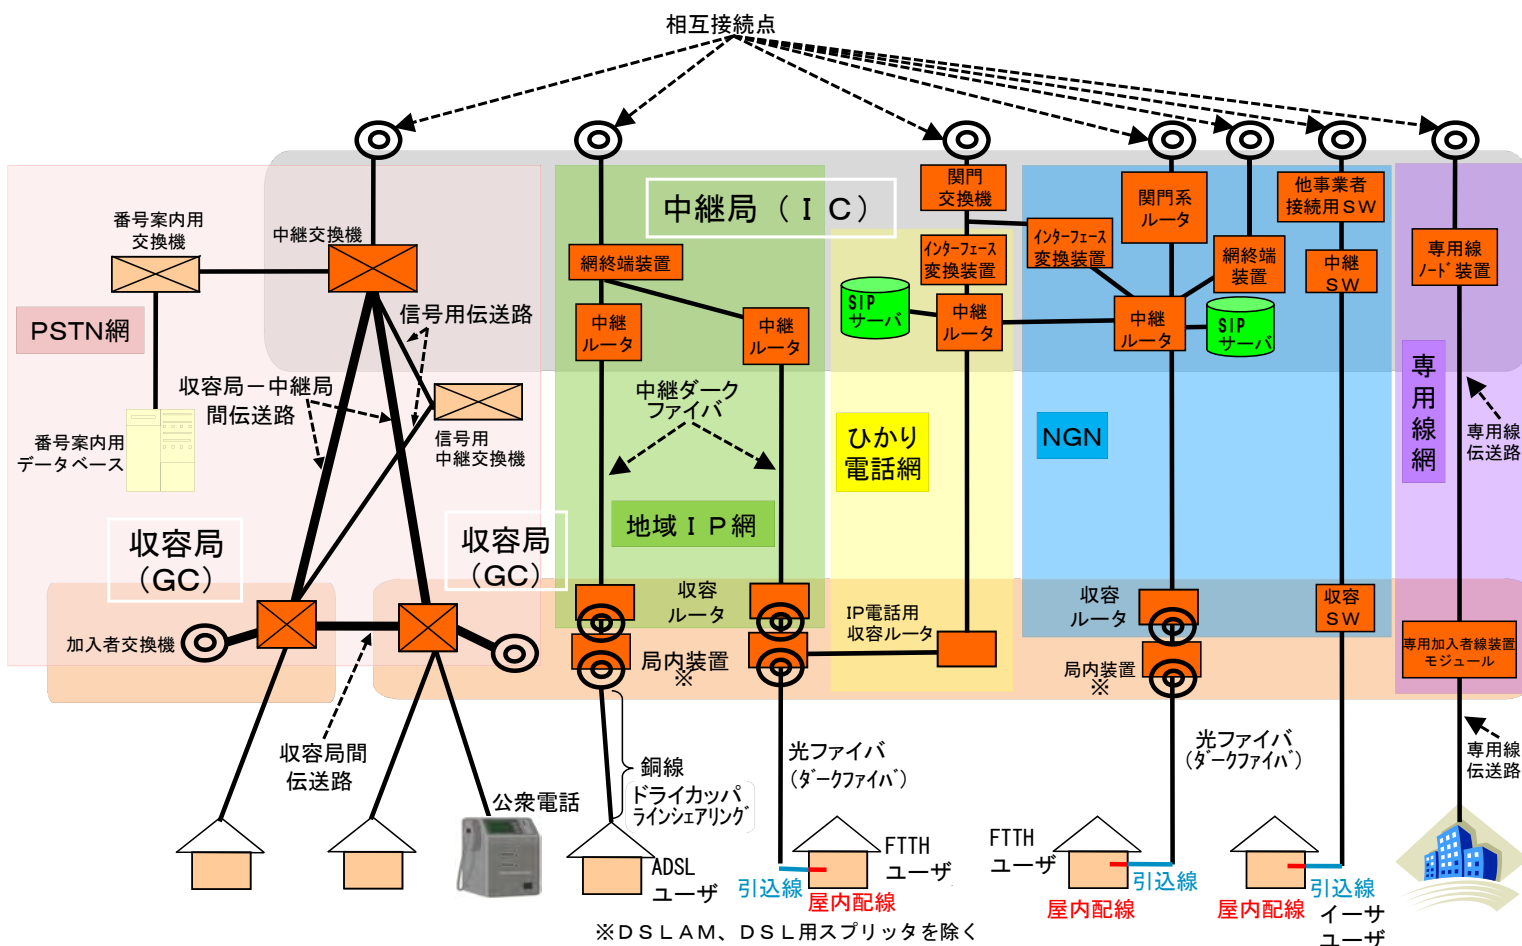 相互接続点
関門
交換機
関門系
ルータ
他事業者
接続用SW
中継局（ＩＣ）
番号案内用
交換機
中継交換機
網終端装置
インターフェース
変換装置
インターフェース
変換装置
網終端
装置
中継
SW
専用線
ノード装置
SIP
サーバ
中継
ルータ
中継
ルータ
中継
ルータ
中継
ルータ
SIP
サーバ
PSTN網
信号用伝送路
収容局－中継局
間伝送路
中継ダーク
ファイバ
専用線網
専用線
伝送路
番号案内用
データベース
信号用
中継交換機
ひかり
電話網
NGN
地域ＩＰ網
収容局
（GC）
収容局
（GC）
収容
ルータ
IP電話用
収容ルータ
収容
ルータ
収容
SW
加入者交換機
局内装置
※
局内装置
※
専用加入者線装置
モジュール
収容局間
伝送路
銅線
ドライカッパ
ラインシェアリング
光ファイバ
（ダークファイバ）
光ファイバ
（ダークファイバ）
専用線
伝送路
公衆電話
ADSL
ユーザ
引込線
屋内配線
FTTH
ユーザ
FTTH
ユーザ
屋内配線
引込線
屋内配線
引込線
イーサ
ユーザ
※ＤＳＬＡＭ、ＤＳＬ用スプリッタを除く